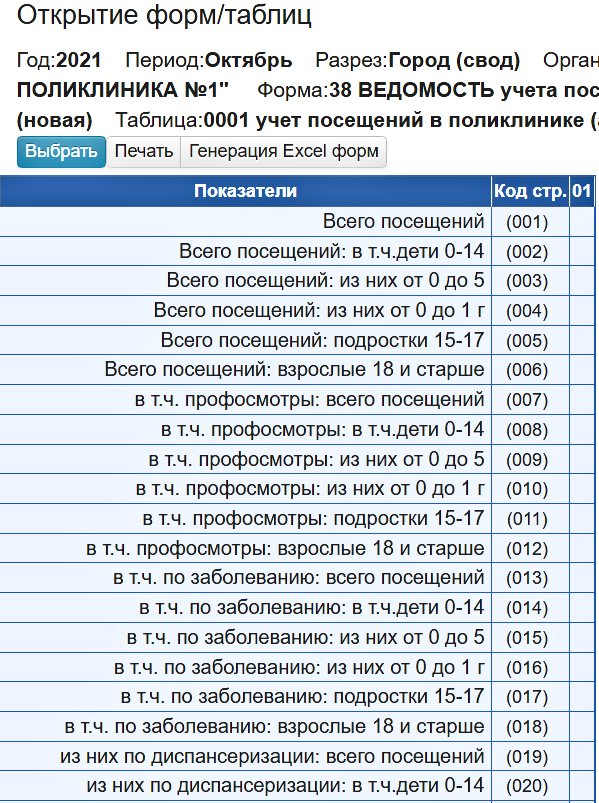 Открытие форм/таблиц
Год:2021 Период:Октябрь Разрез:Город (свод) Орган
ПОЛИКЛИНИКА №1" Форма:38 ВЕДОМОСТЬ учета пос
(новая) Таблица:0001 учет посещений в поликлинике (
Выбрать Печать Генерация Excel форм
Показатели Код стр. 01
Всего посещений (001)
Всего посещений: в т.ч.дети 0-14 (002)
Всего посещений: из них от 0 до 5 (003)
Всего посещений: из них от 0 до 1 г (004)
Всего посещений: подростки 15-17 (005)
Всего посещений: взрослые 18 и старше (006)
в т.ч. профосмотры: всего посещений (007)
в т.ч. профосмотры: в т.ч.дети 0-14 (008)
в т.ч. профосмотры: из них от 0 до 5 (009)
в т.ч. профосмотры: из них от 0 до 1 г (010)
в т.ч. профосмотры: подростки 15-17 (011)
в т.ч. профосмотры: взрослые 18 и старше (012)
в т.ч. по заболеванию: всего посещений (013)
в т.ч. по заболеванию: в т.ч.дети 0-14 (014)
в т.ч. по заболеванию: из них от 0 до 5 (015)
в т.ч. по заболеванию: из них от 0 до 1 г (016)
в т.ч. по заболеванию: подростки 15-17 (017)
в т.ч. по заболеванию: взрослые 18 и старше (018)
из них по диспансеризации: всего посещений (019)
из них по диспансеризации: в т.ч.дети 0-14 (020)